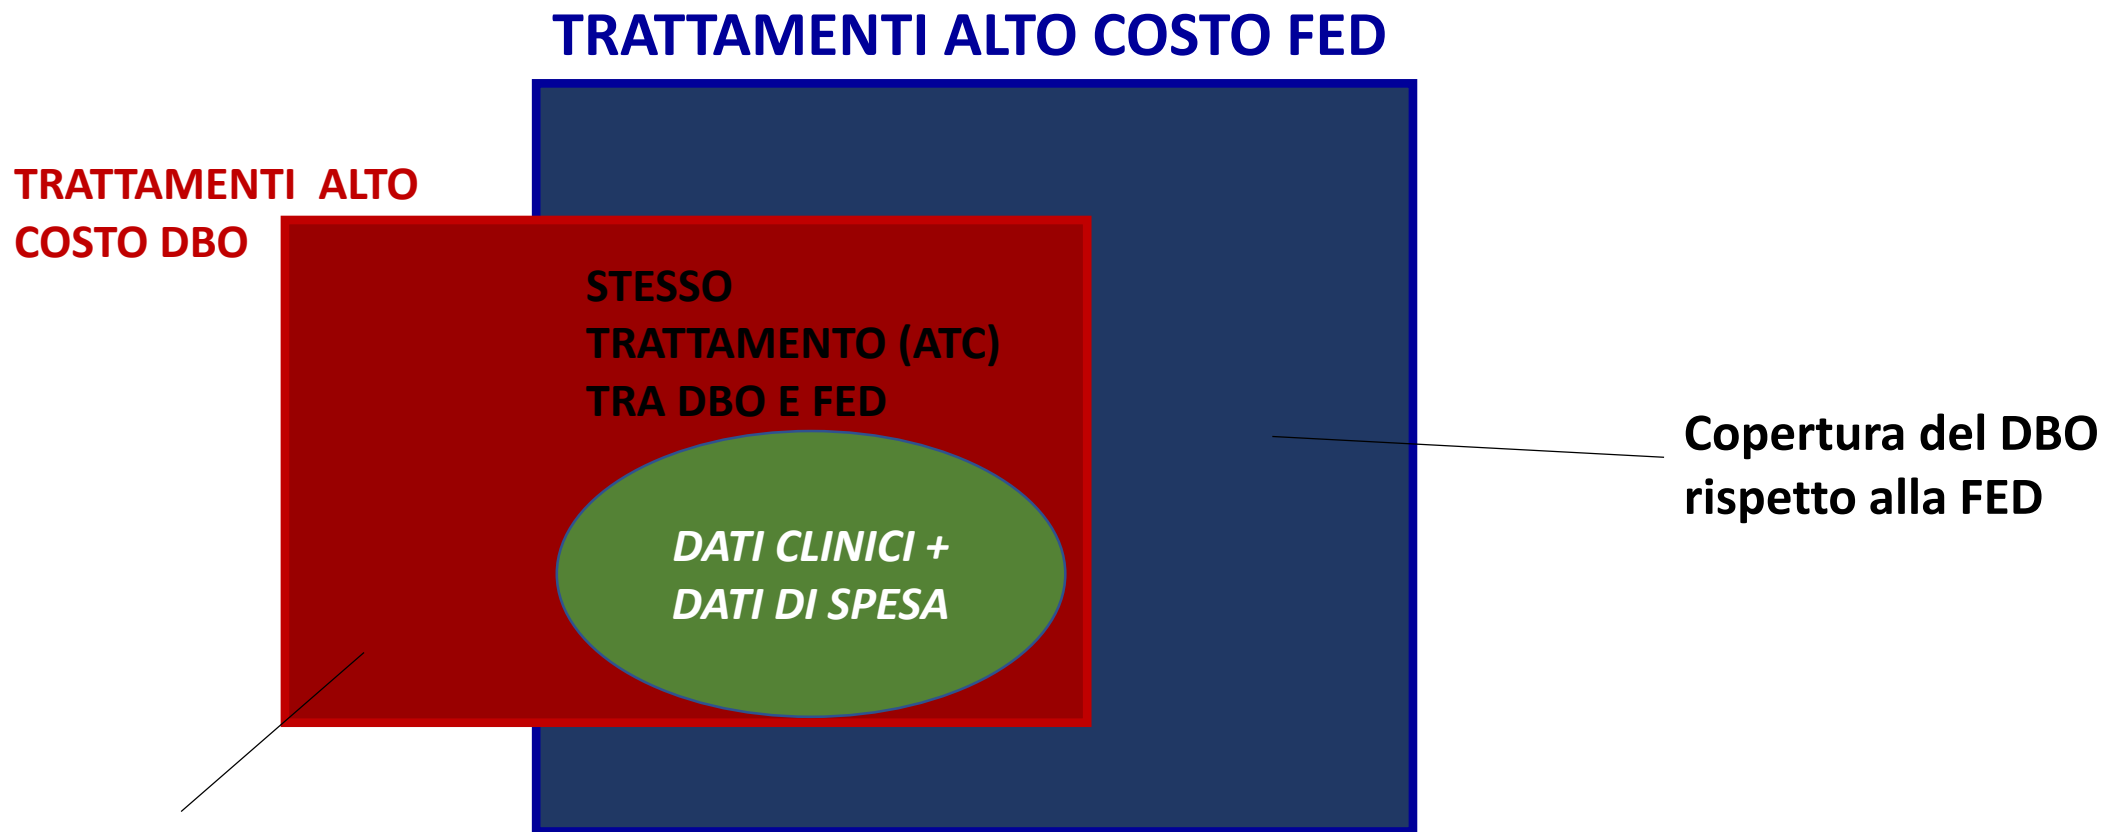 TRATTAMENTI ALTO COSTO FED
TRATTAMENTI ALTO
COSTO DBO
STESSO
TRATTAMENTO (ATC)
TRA DBO E FED
DATI CLINICI +
DATI DI SPESA
Copertura del DBO
rispetto alla FED